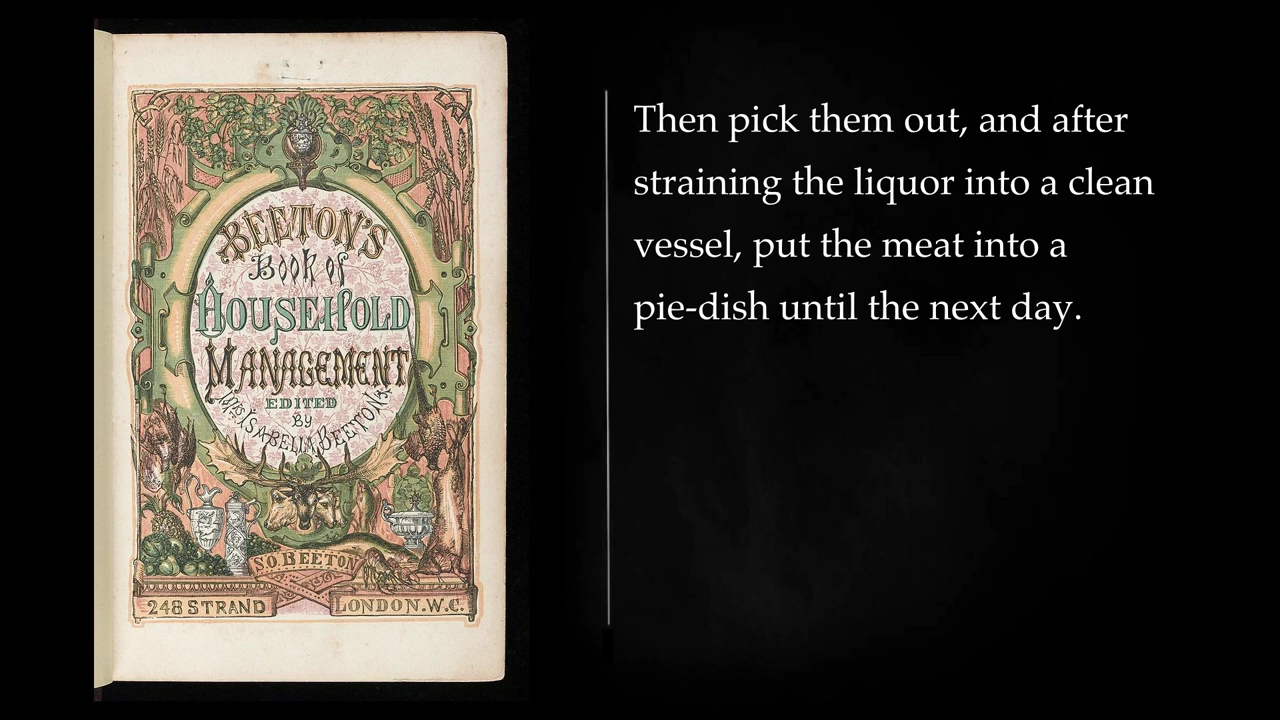 BEETON'S
Book of
HOUSEHOLD
MANAGEMENT
EDITED
BY
MRS ISABELLA BEETON
S.O. BEETON
248 STRAND
LONDON. W.C.
Then pick them out, and after
straining the liquor into a clean
vessel, put the meat into a
pie-dish until the next day.